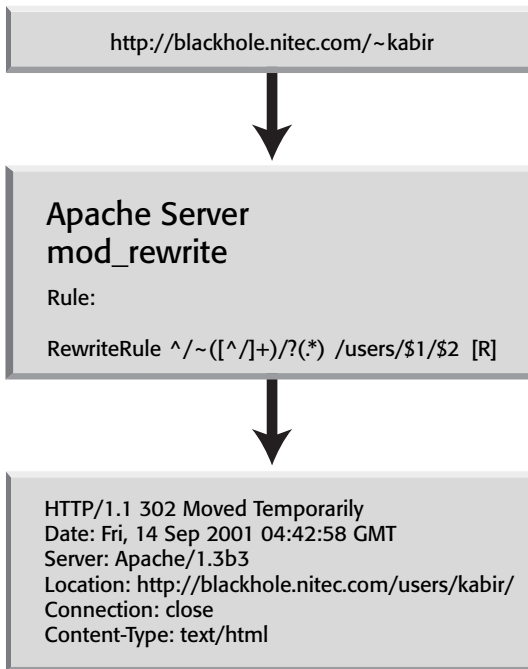 http://blackhole.nitec.com/~kabir
Apache Server
mod_rewrite
Rule:
RewriteRule ^/~([^/]+)/?(.*) /users/$1/$2 [R]
HTTP/1.1 302 Moved Temporarily
Date: Fri, 14 Sep 2001 04:42:58 GMT
Server: Apache/1.3b3
Location: http://blackhole.nitec.com/users/kabir/
Connection: close
Content-Type: text/html